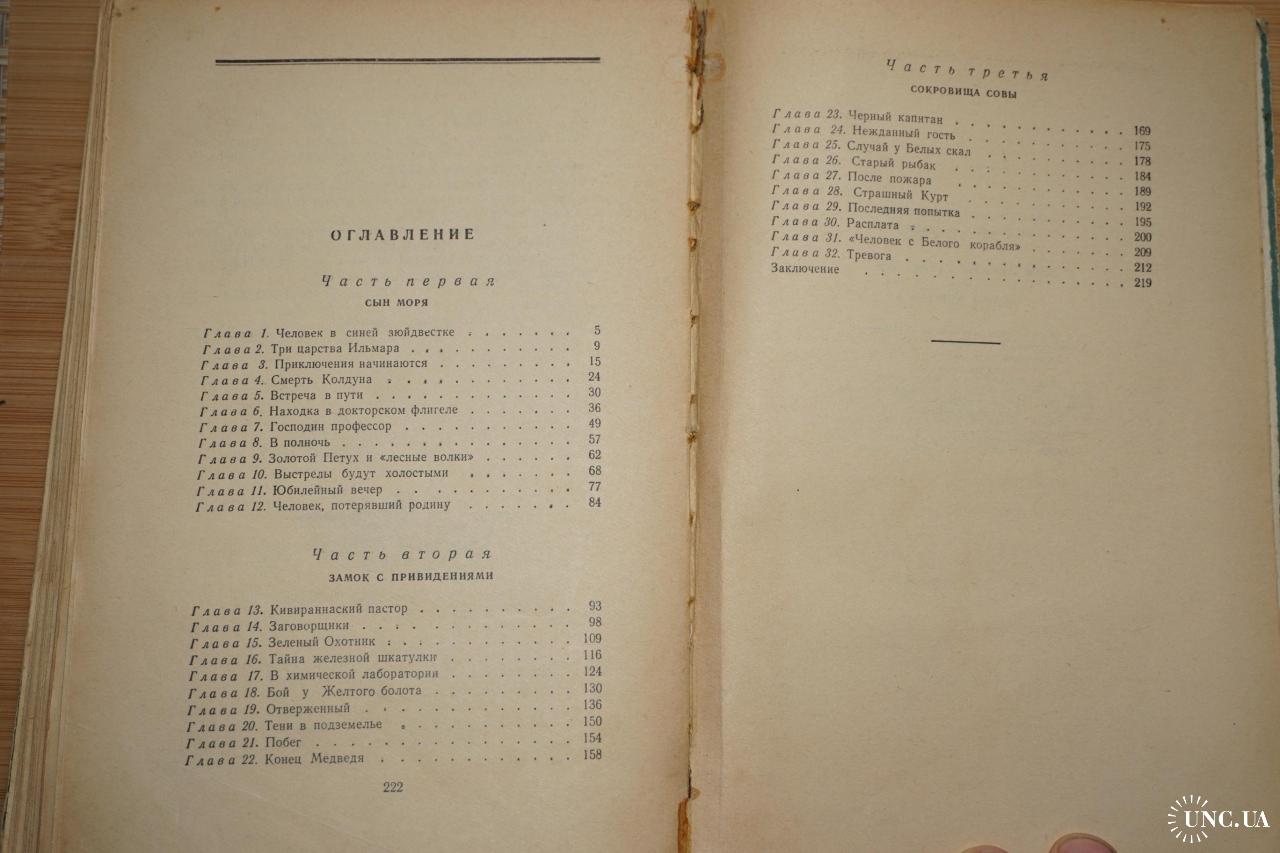 ОГЛАВЛЕНИЕ
Часть первая
СЫН МОРЯ
Глава 1. Человек в синей зюйдвестке . . . . . . . 5
Глава 2. Три царства Ильмара . . . . . . . . . . 9
Глава 3. Приключения начинаются . . . . . . . . . 15
Глава 4. Смерть Колдуна . . . . . . . . . . . . 24
Глава 5. Встреча в пути . . . . . . . . . . . . . 30
Глава 6. Находка в докторском флигеле . . . . . . . 36
Глава 7. Господин профессор . . . . . . . . . . . 49
Глава 8. В полночь . . . . . . . . . . . . . . . 57
Глава 9. Золотой Петух и «лесные волки» . . . . . . 62
Глава 10. Выстрелы будут холостыми . . . . . . . 68
Глава 11. Юбилейный вечер . . . . . . . . . . . 77
Глава 12. Человек, потерявший родину . . . . . . . 84
Часть вторая
ЗАМОК С ПРИВИДЕНИЯМИ
Глава 13. Кивираннаский пастор . . . . . . . . . . 93
Глава 14. Заговорщики . . . . . . . . . . . . . 98
Глава 15. Зеленый Охотник . . . . . . . . . . . . 109
Глава 16. Тайна железной шкатулки . . . . . . . . 116
Глава 17. В химической лаборатории . . . . . . . . 124
Глава 18. Бой у Желтого болота . . . . . . . . . . 130
Глава 19. Отверженный . . . . . . . . . . . . . 136
Глава 20. Тени в подземелье . . . . . . . . . . . 150
Глава 21. Побег . . . . . . . . . . . . . . . . 154
Глава 22. Конец Медведя . . . . . . . . . . . . 158
222
Часть третья
СОКРОВИЩА СОВЫ
Глава 23. Черный капитан . . . . . . . . . . . . 169
Глава 24. Нежданный гость . . . . . . . . . . . 175
Глава 25. Случай у Белых скал . . . . . . . . . . 178
Глава 26. Старый рыбак . . . . . . . . . . . . 184
Глава 27. После пожара . . . . . . . . . . . . 189
Глава 28. Страшный Курт . . . . . . . . . . . . 192
Глава 29. Последняя попытка . . . . . . . . . . 195
Глава 30. Расплата . . . . . . . . . . . . . . 200
Глава 31. «Человек с Белого корабля» . . . . . . . 209
Глава 32. Тревога . . . . . . . . . . . . . . 212
Заключение . . . . . . . . . . . . . . . . 219
UNC.UA